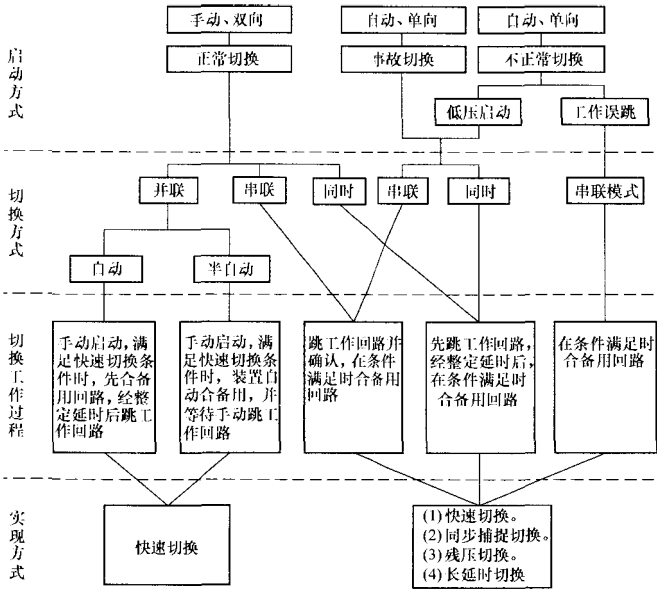 手动、双向
自动、单向
自动、单向
启动方式
正常切换
事故切换
不正常切换
低压启动
工作误跳
切换方式
并联
串联
同时
串联
同时
串联模式
自动
半自动
切换工作过程
手动启动，满
足快速切换条
件时，先合备
用回路，经整
定延时后跳工
作回路
手动启动，满
足快速切换条
件时，装置自
动合备用，并
等待手动跳工
作回路
跳工作回路并
确认，在条件
满足时合备用
回路
先跳工作回路，
经整定延时后，
在条件满足时
合备用回路
在条件满足时
合备用回路
实现方式
快速切换
(1)快速切换。
(2)同步捕捉切换。
(3)残压切换。
(4)长延时切换